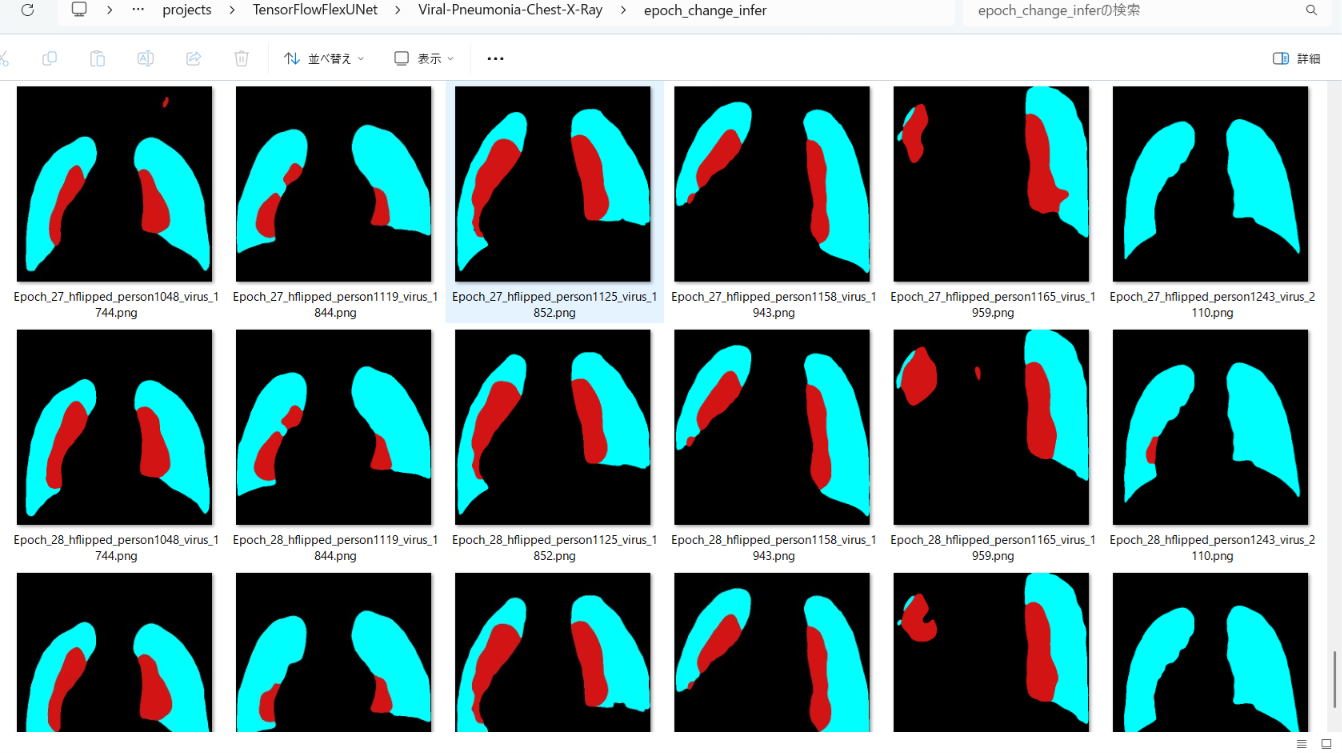 projects > TensorFlowFlexUNet > Viral-Pneumonia-Chest-X-Ray > epoch_change_infer
epoch_change_inferの検索
並べ替え
表示
詳細
Epoch_27_hflipped_person1048_virus_1
744.png
Epoch_27_hflipped_person1119_virus_1
844.png
Epoch_27_hflipped_person1125_virus_1
852.png
Epoch_27_hflipped_person1158_virus_1
943.png
Epoch_27_hflipped_person1165_virus_1
959.png
Epoch_27_hflipped_person1243_virus_2
110.png
Epoch_28_hflipped_person1048_virus_1
744.png
Epoch_28_hflipped_person1119_virus_1
844.png
Epoch_28_hflipped_person1125_virus_1
852.png
Epoch_28_hflipped_person1158_virus_1
943.png
Epoch_28_hflipped_person1165_virus_1
959.png
Epoch_28_hflipped_person1243_virus_2
110.png